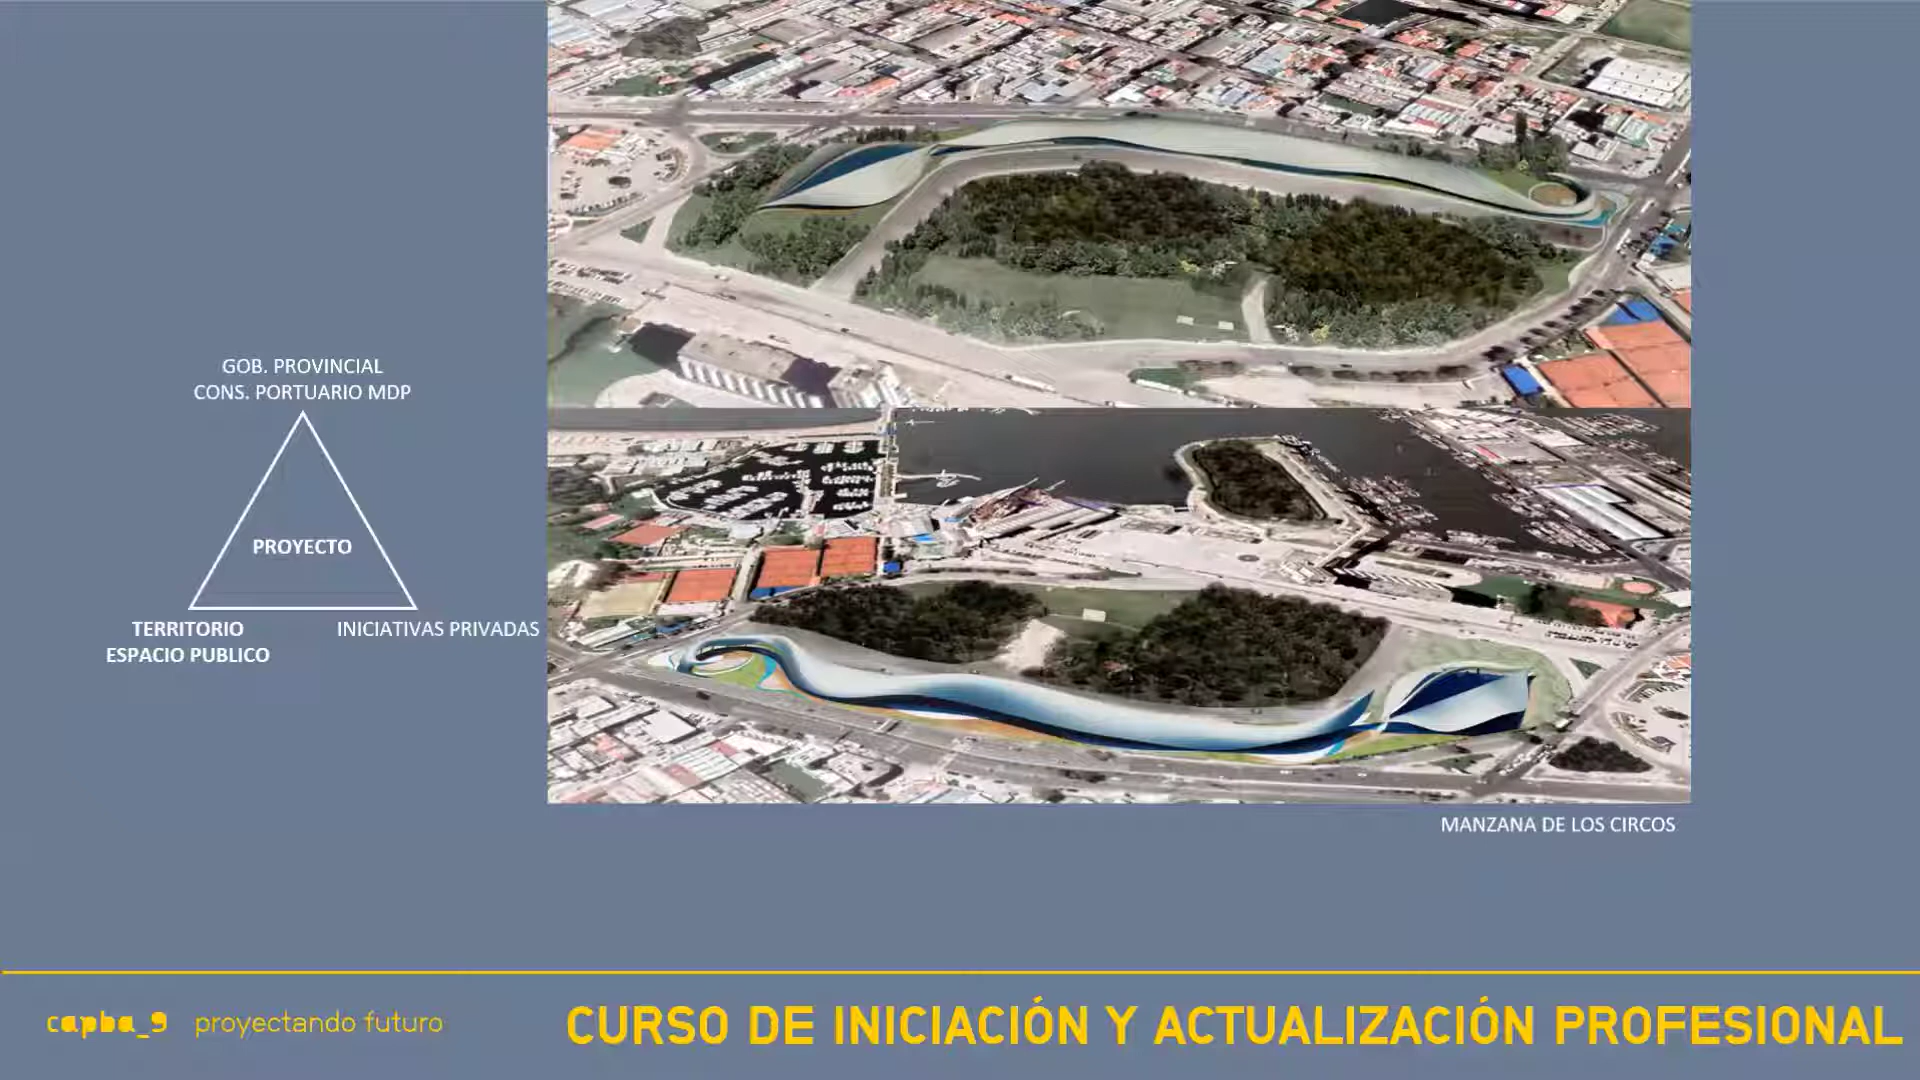 GOB. PROVINCIAL
CONS. PORTUARIO MDP
PROYECTO
TERRITORIO
ESPACIO PUBLICO
INICIATIVAS PRIVADAS
MANZANA DE LOS CIRCOS
capba_9 proyectando futuro
CURSO DE INICIACIÓN Y ACTUALIZACIÓN PROFESIONAL